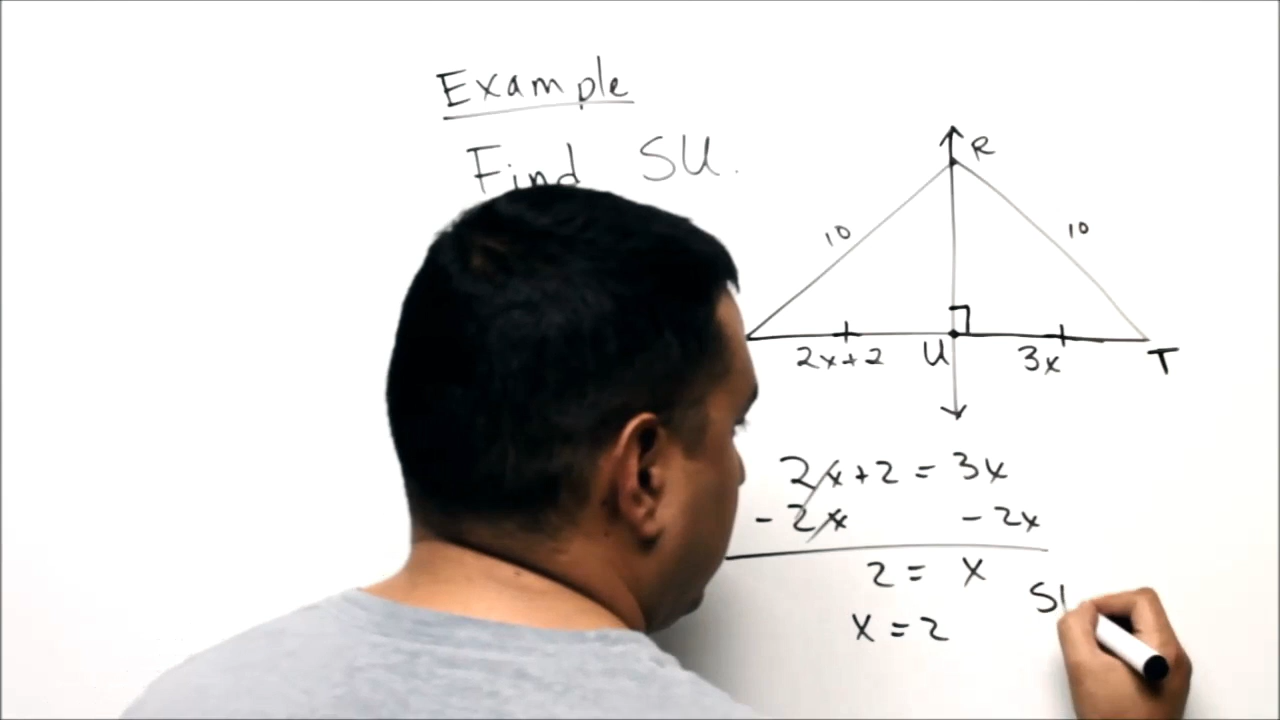 Example
Find SU.
R
10
10
2x+2
U
3x
T
2x+2 = 3x
- 2x - 2x
2 = x
x = 2